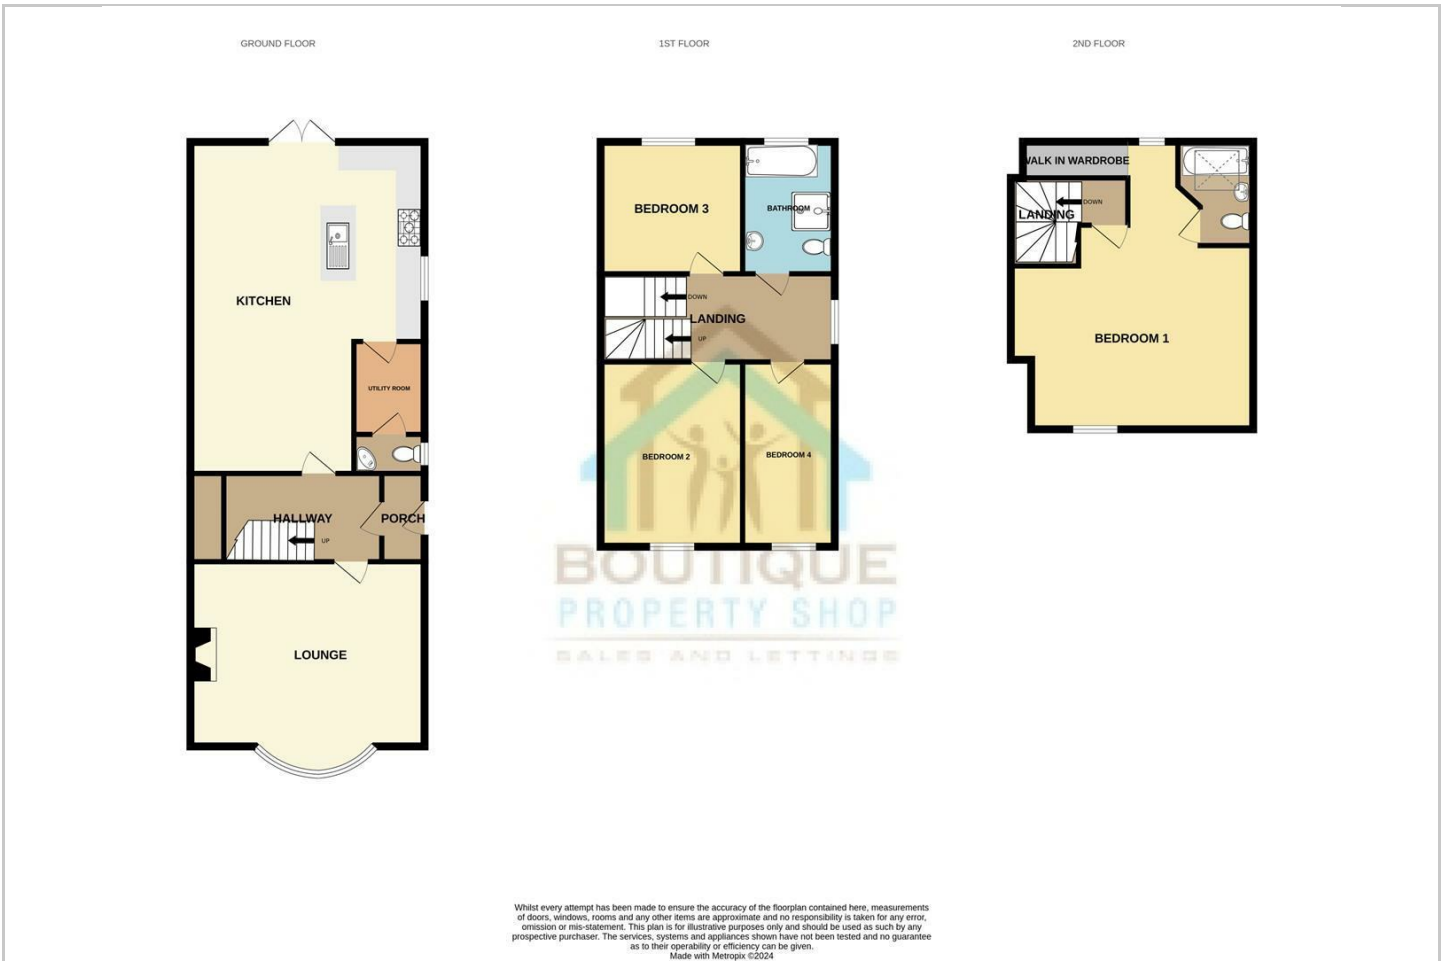 GROUND FLOOR
1ST FLOOR
2ND FLOOR
KITCHEN
UTILITY ROOM
HALLWAY
UP
PORCH
LOUNGE
BEDROOM 3
BATHROOM
DOWN
LANDING
UP
BEDROOM 2
BEDROOM 4
WALK IN WARDROBE
DOWN
LANDING
BEDROOM 1
BOUTIQUE
PROPERTY SHOP
SALES AND LETTINGS
Whilst every attempt has been made to ensure the accuracy of the floorplan contained here, measurements
of doors, windows, rooms and any other items are approximate and no responsibility is taken for any error,
omission or mis-statement. This plan is for illustrative purposes only and should be used as such by any
prospective purchaser. The services, systems and appliances shown have not been tested and no guarantee
as to their operability or efficiency can be given.
Made with Metropix ©2024